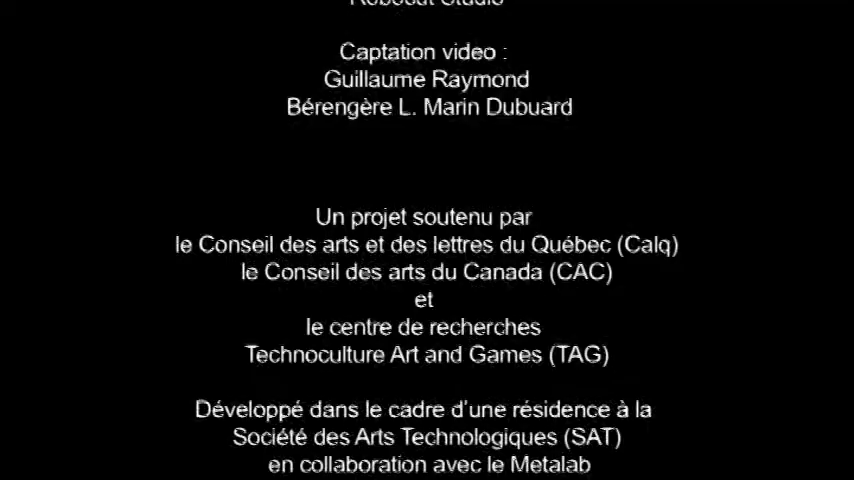 Robocut Studio
Captation video :
Guillaume Raymond
Bérengère L. Marin Dubuard
Un projet soutenu par
le Conseil des arts et des lettres du Québec (Calq)
le Conseil des arts du Canada (CAC)
et
le centre de recherches
Technoculture Art and Games (TAG)
Développé dans le cadre d'une résidence à la
Société des Arts Technologiques (SAT)
en collaboration avec le Metalab